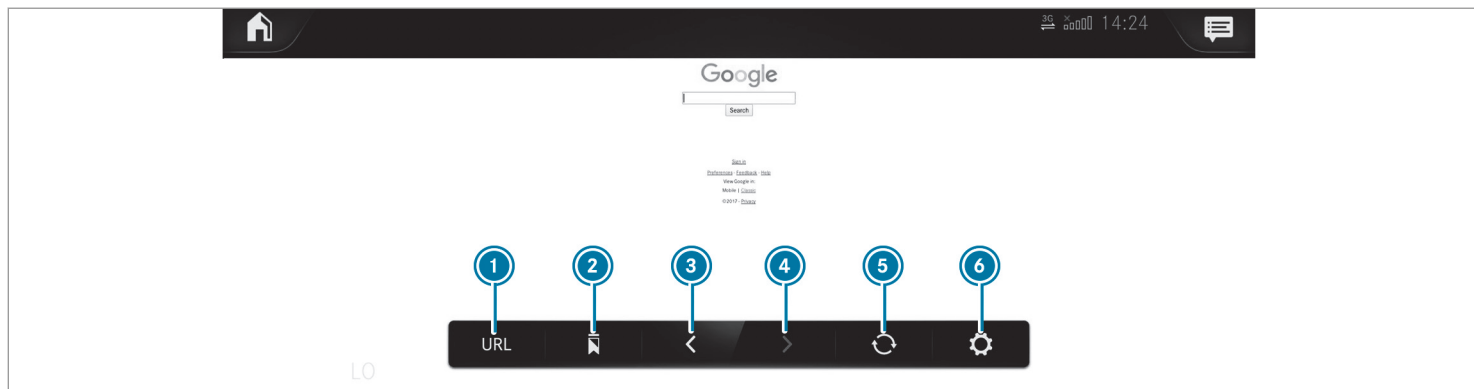 3G 14:24
Google
Search
Sign in
Preferences · Feedback · Help
View Google in:
Mobile | Classic
©2017 - Privacy
1 2 3 4 5 6
URL
LO